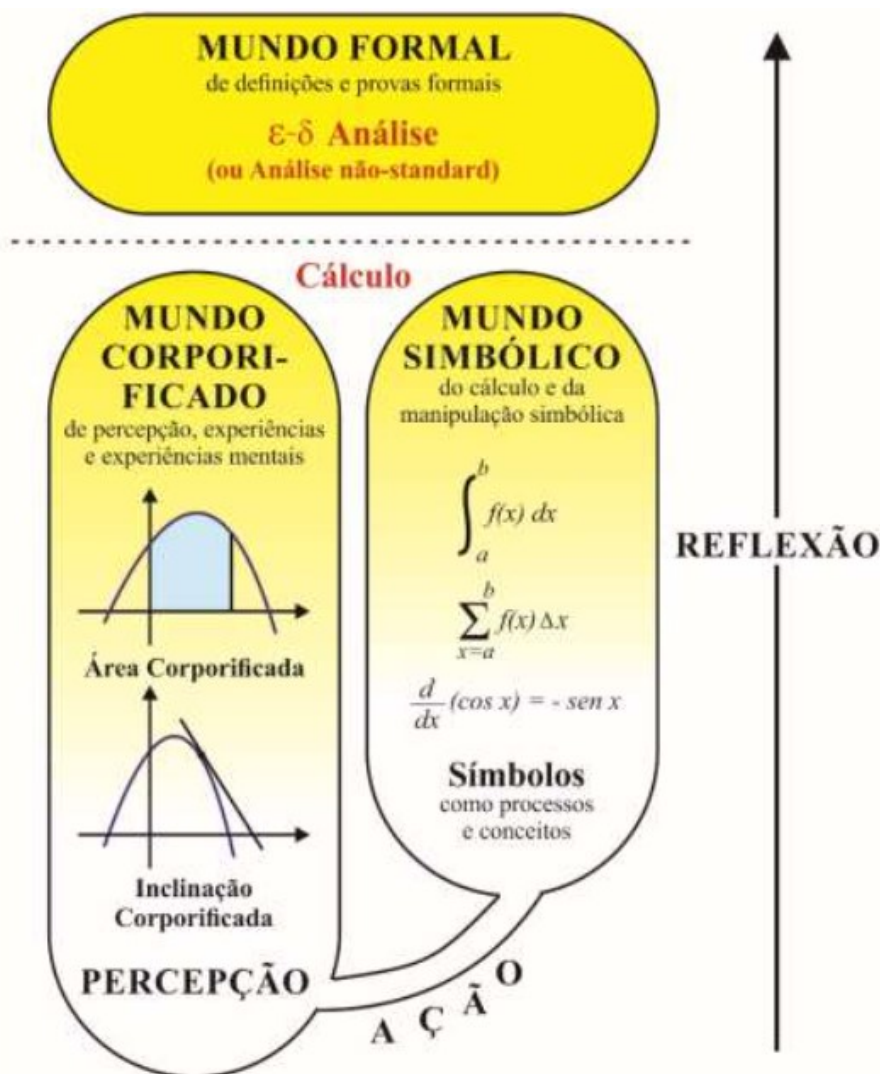 MUNDO FORMAL
de definições e provas formais
ε-δ Análise
(ou Análise não-standard)
Cálculo
MUNDO
CORPORI-
FICADO
de percepção, experiências
e experiências mentais
Área Corporificada
Inclinação
Corporificada
PERCEPÇÃO
MUNDO
SIMBÓLICO
do cálculo e da
manipulação simbólica
∫_a^b f(x) dx
∑_{x=a}^b f(x) Δx
d/dx (cos x) = - sen x
Símbolos
como processos
e conceitos
AÇÃO
REFLEXÃO